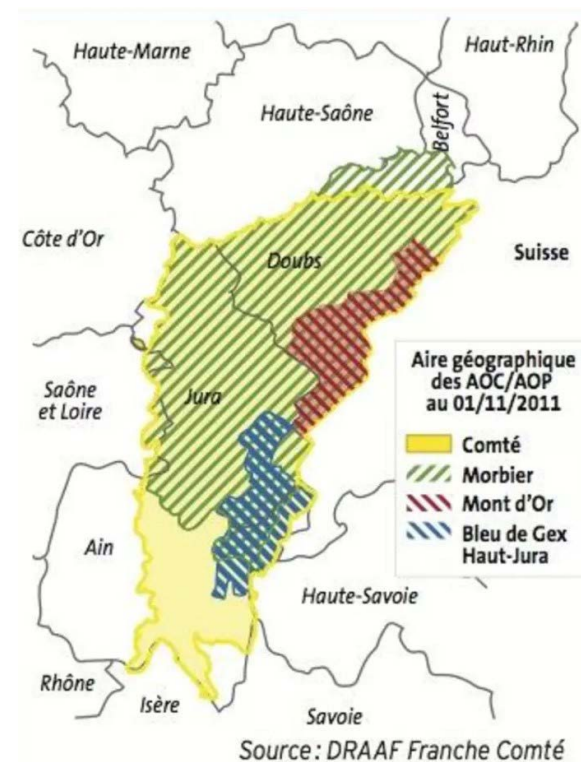 Haute-Marne
Haut-Rhin
Haute-Saône
Belfort
Côte d'Or
Doubs
Suisse
Saône
et Loire
Jura
Aire géographique
des AOC/AOP
au 01/11/2011
Comté
Morbier
Mont d'Or
Bleu de Gex
Haut-Jura
Ain
Haute-Savoie
Rhône
Isère
Savoie
Source : DRAAF Franche Comté